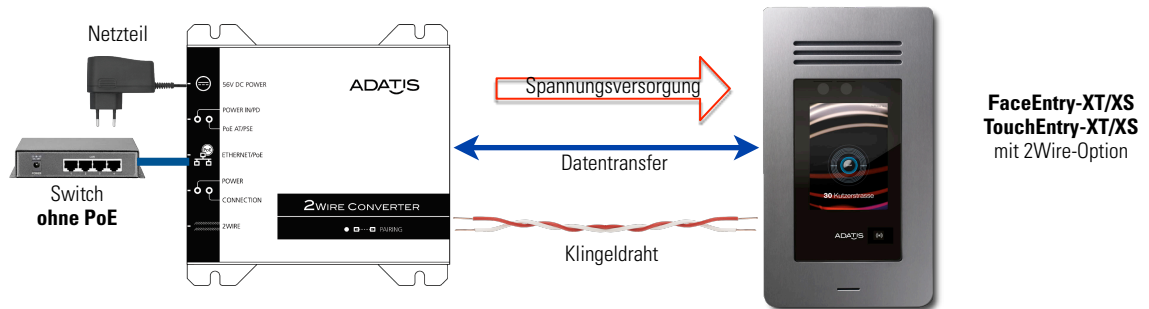 Netzteil
56V DC POWER
POWER IN/PD
PoE AT/PSE
ETHERNET/PoE
POWER
CONNECTION
2WIRE
ADATIS
2WIRE CONVERTER
PAIRING
Switch
ohne PoE
Spannungsversorgung
Datentransfer
Klingeldraht
30 Kutzerstrasse
ADATIS
FaceEntry-XT/XS
TouchEntry-XT/XS
mit 2Wire-Option